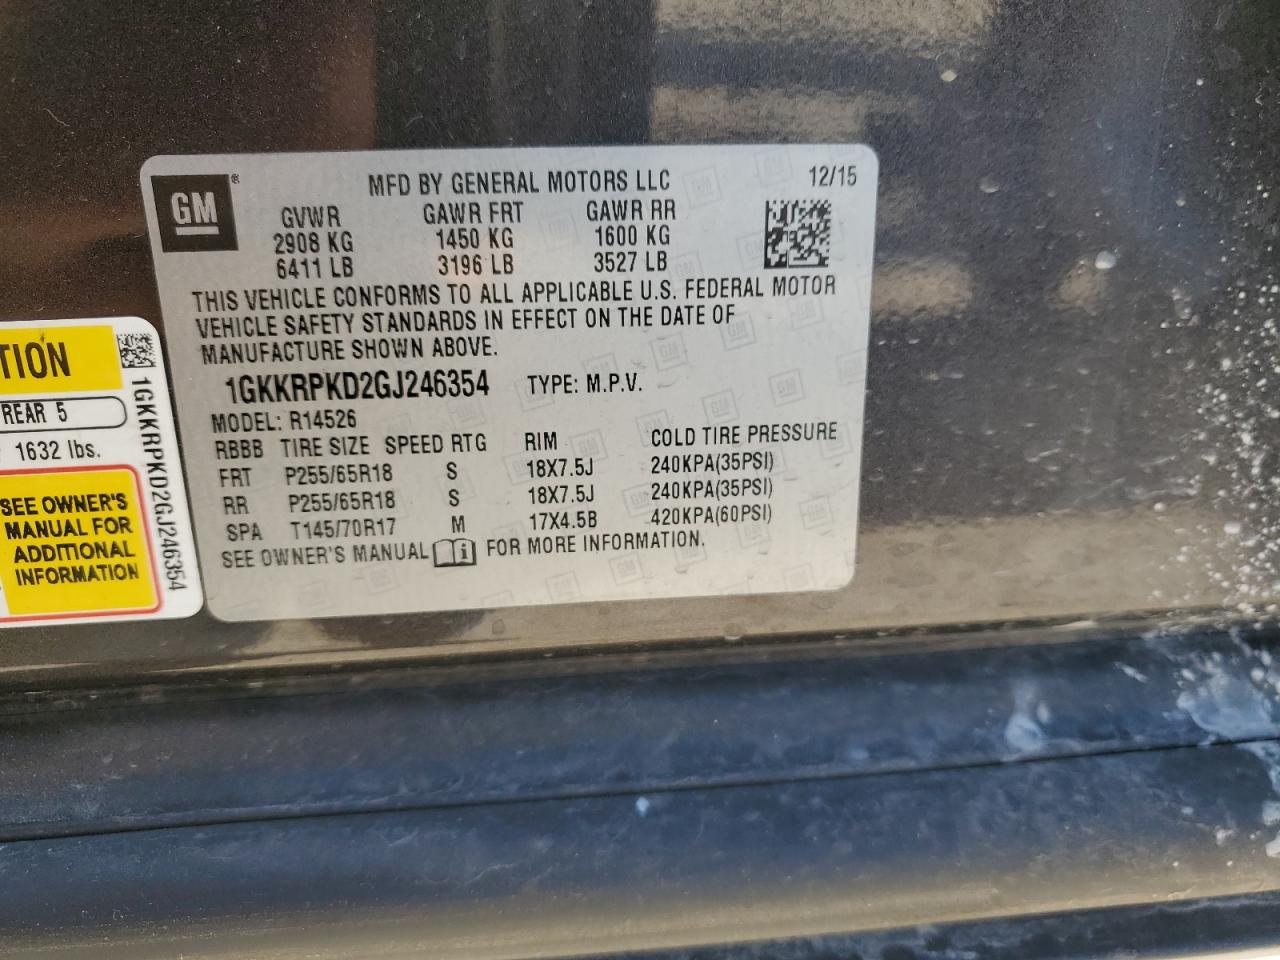 GM®
MFD BY GENERAL MOTORS LLC 12/15
GVWR GAWR FRT GAWR RR
2908 KG 1450 KG 1600 KG
6411 LB 3196 LB 3527 LB
THIS VEHICLE CONFORMS TO ALL APPLICABLE U.S. FEDERAL MOTOR
VEHICLE SAFETY STANDARDS IN EFFECT ON THE DATE OF
MANUFACTURE SHOWN ABOVE.
1GKKRPKD2GJ246354 TYPE: M.P.V.
MODEL: R14526
RBBB TIRE SIZE SPEED RTG RIM COLD TIRE PRESSURE
FRT P255/65R18 S 18X7.5J 240KPA(35PSI)
RR P255/65R18 S 18X7.5J 240KPA(35PSI)
SPA T145/70R17 M 17X4.5B 420KPA(60PSI)
SEE OWNER'S MANUAL i FOR MORE INFORMATION.
TION
REAR 5
1632 lbs.
SEE OWNER'S
MANUAL FOR
ADDITIONAL
INFORMATION
1GKKRPKD2GJ246354